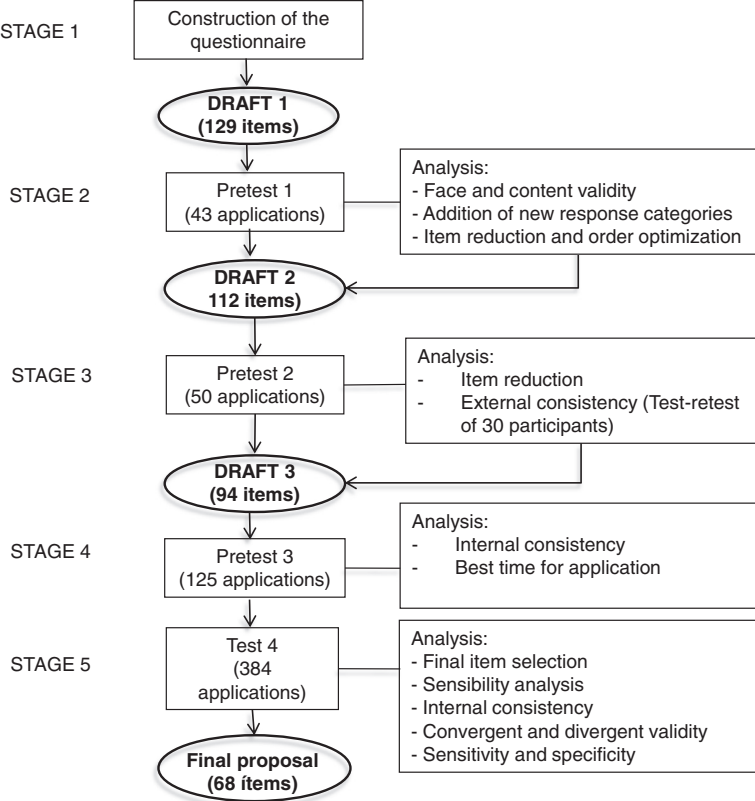 STAGE 1
Construction of the
questionnaire
DRAFT 1
(129 items)
STAGE 2
Pretest 1
(43 applications)
Analysis:
- Face and content validity
- Addition of new response categories
- Item reduction and order optimization
DRAFT 2
112 items)
STAGE 3
Pretest 2
(50 applications)
Analysis:
- Item reduction
- External consistency (Test-retest
of 30 participants)
DRAFT 3
(94 items)
STAGE 4
Pretest 3
(125 applications)
Analysis:
- Internal consistency
- Best time for application
STAGE 5
Test 4
(384
applications)
Analysis:
- Final item selection
- Sensibility analysis
- Internal consistency
- Convergent and divergent validity
- Sensitivity and specificity
Final proposal
(68 ítems)